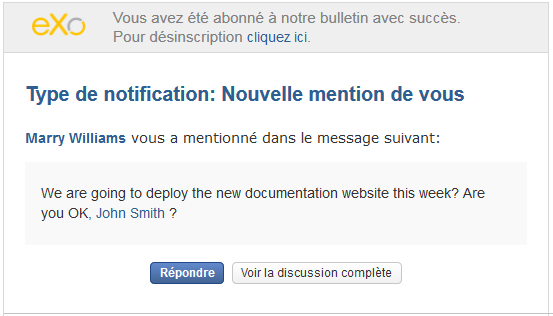 eXo
Vous avez été abonné à notre bulletin avec succès.
Pour désinscription cliquez ici.
Type de notification: Nouvelle mention de vous
Marry Williams vous a mentionné dans le message suivant:
We are going to deploy the new documentation website this week? Are
you OK, John Smith ?
Répondre
Voir la discussion complète